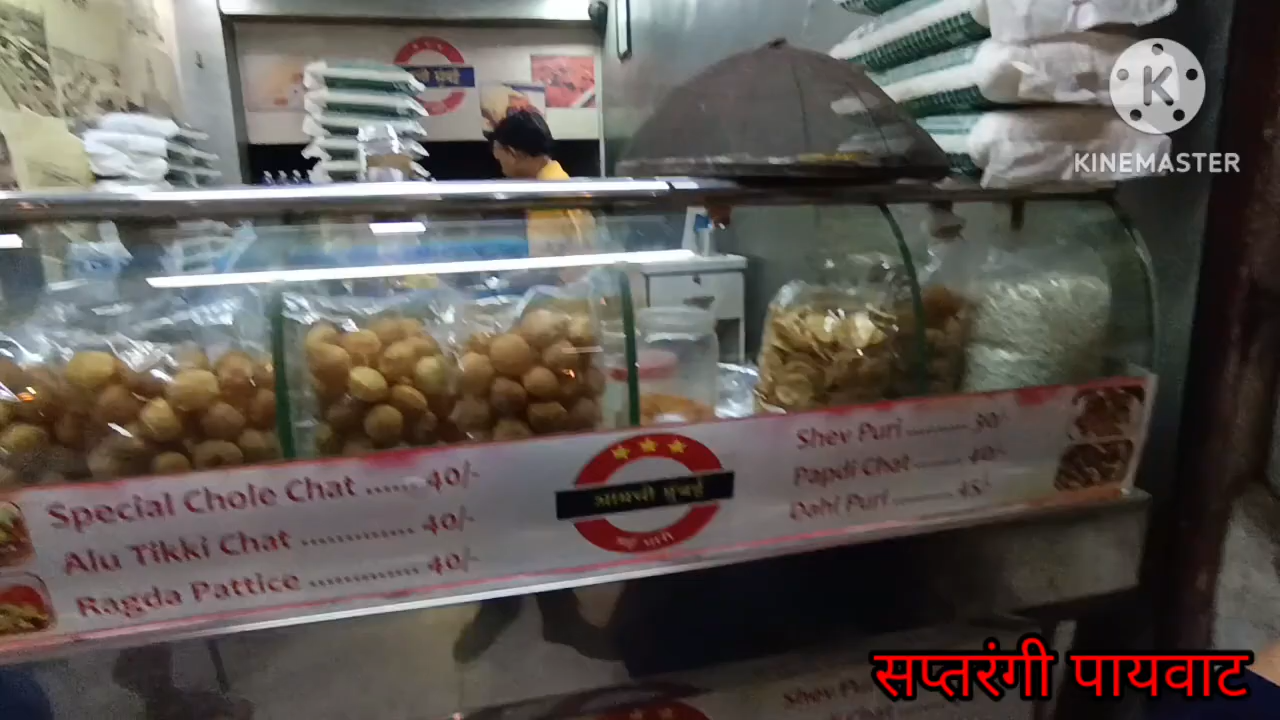 K
KINEMASTER
Special Chole Chat ...... 40/-
Alu Tikki Chat ............. 40/-
Ragda Pattice ............. 40/-
आमची मुंबई
Shev Puri .......... 30/-
Papdi Chat ....... 40/-
Dahi Puri .......... 45/-
सप्तरंगी पायवाट